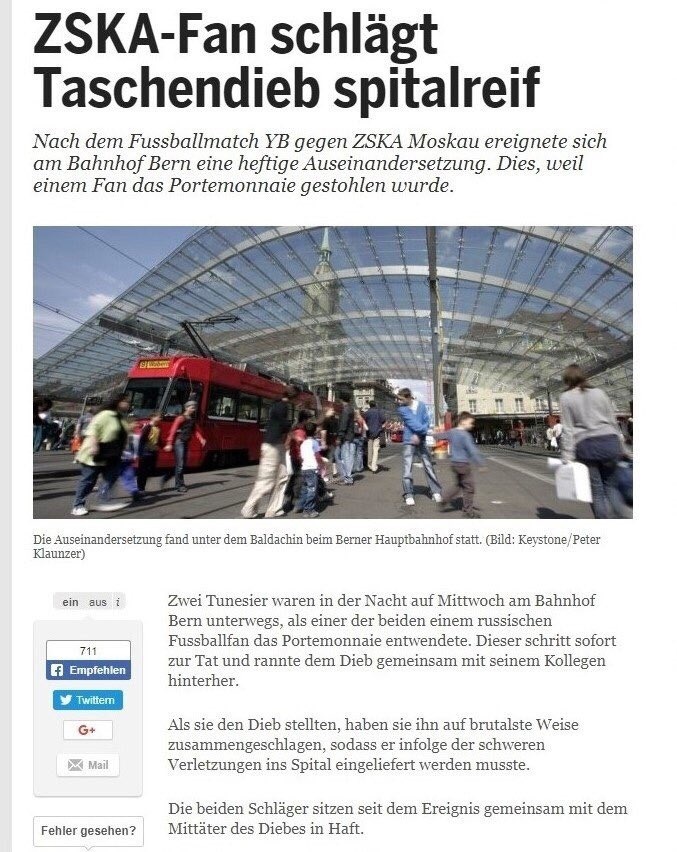 ZSKA-Fan schlägt
Taschendieb spitalreif
Nach dem Fussballmatch YB gegen ZSKA Moskau ereignete sich
am Bahnhof Bern eine heftige Auseinandersetzung. Dies, weil
einem Fan das Portemonnaie gestohlen wurde.
Die Auseinandersetzung fand unter dem Baldachin beim Berner Hauptbahnhof statt. (Bild: Keystone/Peter
Klaunzer)
ein aus i
711
Empfehlen
Twittern
G+
Mail
Fehler gesehen?
Zwei Tunesier waren in der Nacht auf Mittwoch am Bahnhof
Bern unterwegs, als einer der beiden einem russischen
Fussballfan das Portemonnaie entwendete. Dieser schritt sofort
zur Tat und rannte dem Dieb gemeinsam mit seinem Kollegen
hinterher.
Als sie den Dieb stellten, haben sie ihn auf brutalste Weise
zusammengeschlagen, sodass er infolge der schweren
Verletzungen ins Spital eingeliefert werden musste.
Die beiden Schläger sitzen seit dem Ereignis gemeinsam mit dem
Mittäter des Diebes in Haft.